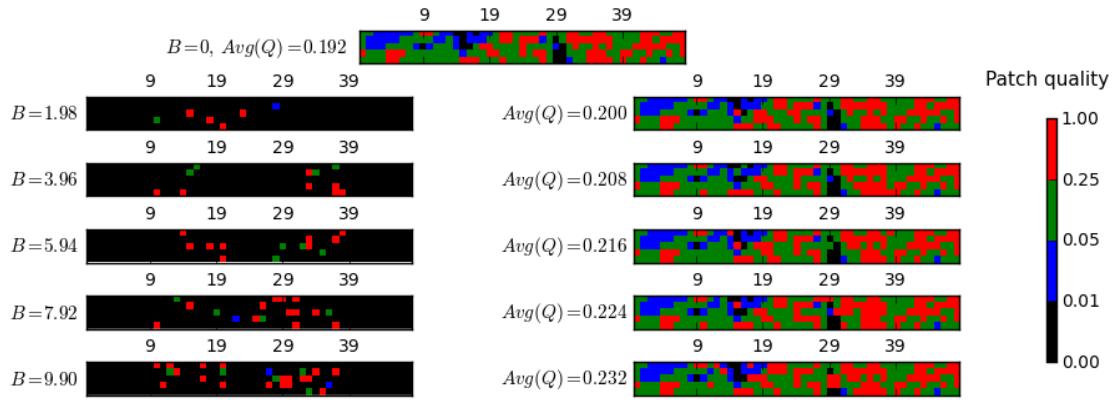 9 19 29 39
B=0, Avg(Q)=0.192
9 19 29 39 9 19 29 39 Patch quality
B=1.98 Avg(Q)=0.200 1.00
9 19 29 39 9 19 29 39
B=3.96 Avg(Q)=0.208 0.25
9 19 29 39 9 19 29 39
B=5.94 Avg(Q)=0.216 0.05
9 19 29 39 9 19 29 39
B=7.92 Avg(Q)=0.224 0.01
9 19 29 39 9 19 29 39
B=9.90 Avg(Q)=0.232 0.00